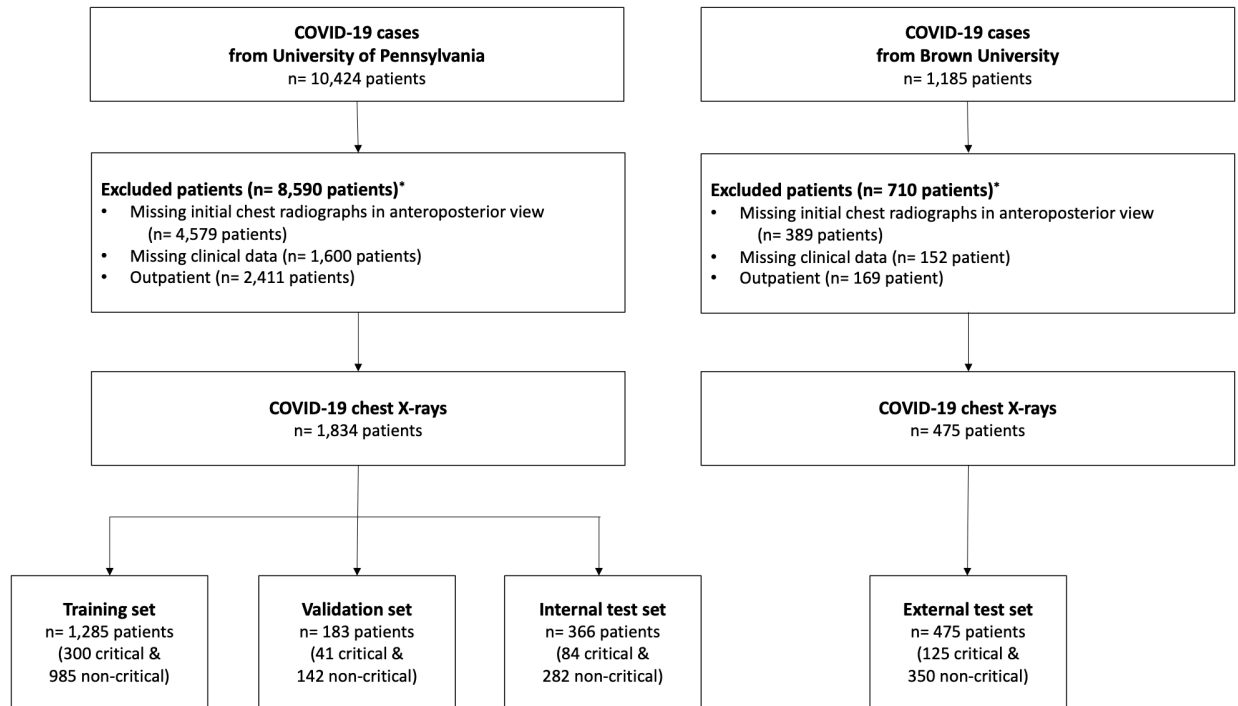 COVID-19 cases
from University of Pennsylvania
n= 10,424 patients
COVID-19 cases
from Brown University
n= 1,185 patients
Excluded patients (n= 8,590 patients)*
• Missing initial chest radiographs in anteroposterior view
(n= 4,579 patients)
• Missing clinical data (n= 1,600 patients)
• Outpatient (n= 2,411 patients)
Excluded patients (n= 710 patients)*
• Missing initial chest radiographs in anteroposterior view
(n= 389 patients)
• Missing clinical data (n= 152 patient)
• Outpatient (n= 169 patient)
COVID-19 chest X-rays
n= 1,834 patients
COVID-19 chest X-rays
n= 475 patients
Training set
n= 1,285 patients
(300 critical &
985 non-critical)
Validation set
n= 183 patients
(41 critical &
142 non-critical)
Internal test set
n= 366 patients
(84 critical &
282 non-critical)
External test set
n= 475 patients
(125 critical &
350 non-critical)